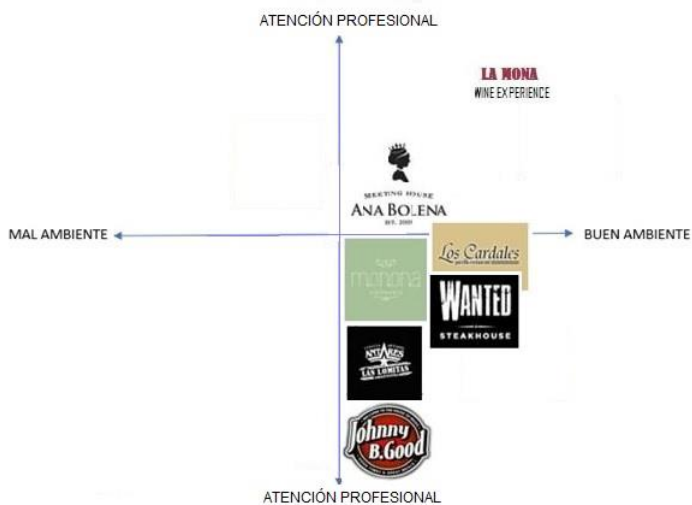 ATENCIÓN PROFESIONAL
LA MONA
WINE EXPERIENCE
MEETING HOUSE
ANA BOLENA
MAL AMBIENTE
BUEN AMBIENTE
Los Cardales
monona
WANTED
STEAKHOUSE
ANTARES
LAS LOMITAS
Johnny
B.Good
ATENCIÓN PROFESIONAL